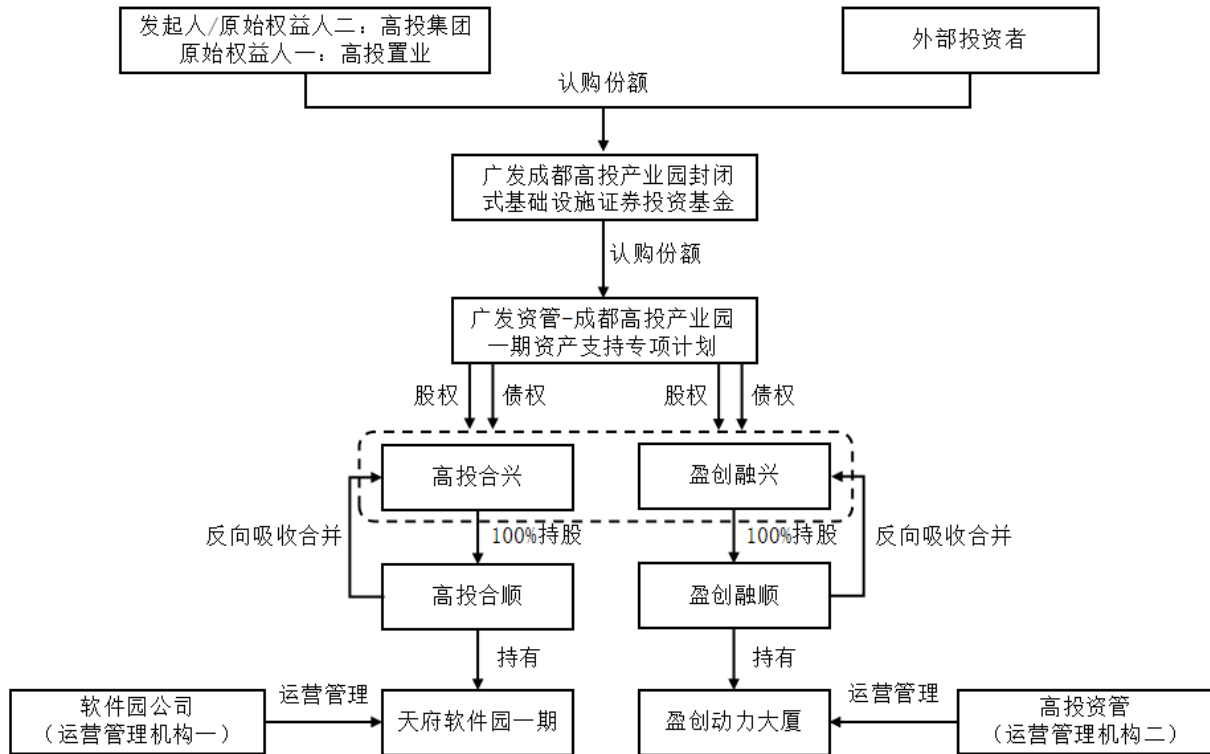 发起人/原始权益人二：高投集团
原始权益人一：高投置业
外部投资者
认购份额
广发成都高投产业园封闭
式基础设施证券投资基金
认购份额
广发资管-成都高投产业园
一期资产支持专项计划
股权
债权
股权
债权
高投合兴
盈创融兴
反向吸收合并
100%持股
100%持股
反向吸收合并
高投合顺
盈创融顺
持有
持有
软件园公司
（运营管理机构一）
运营管理
天府软件园一期
盈创动力大厦
运营管理
高投资管
（运营管理机构二）